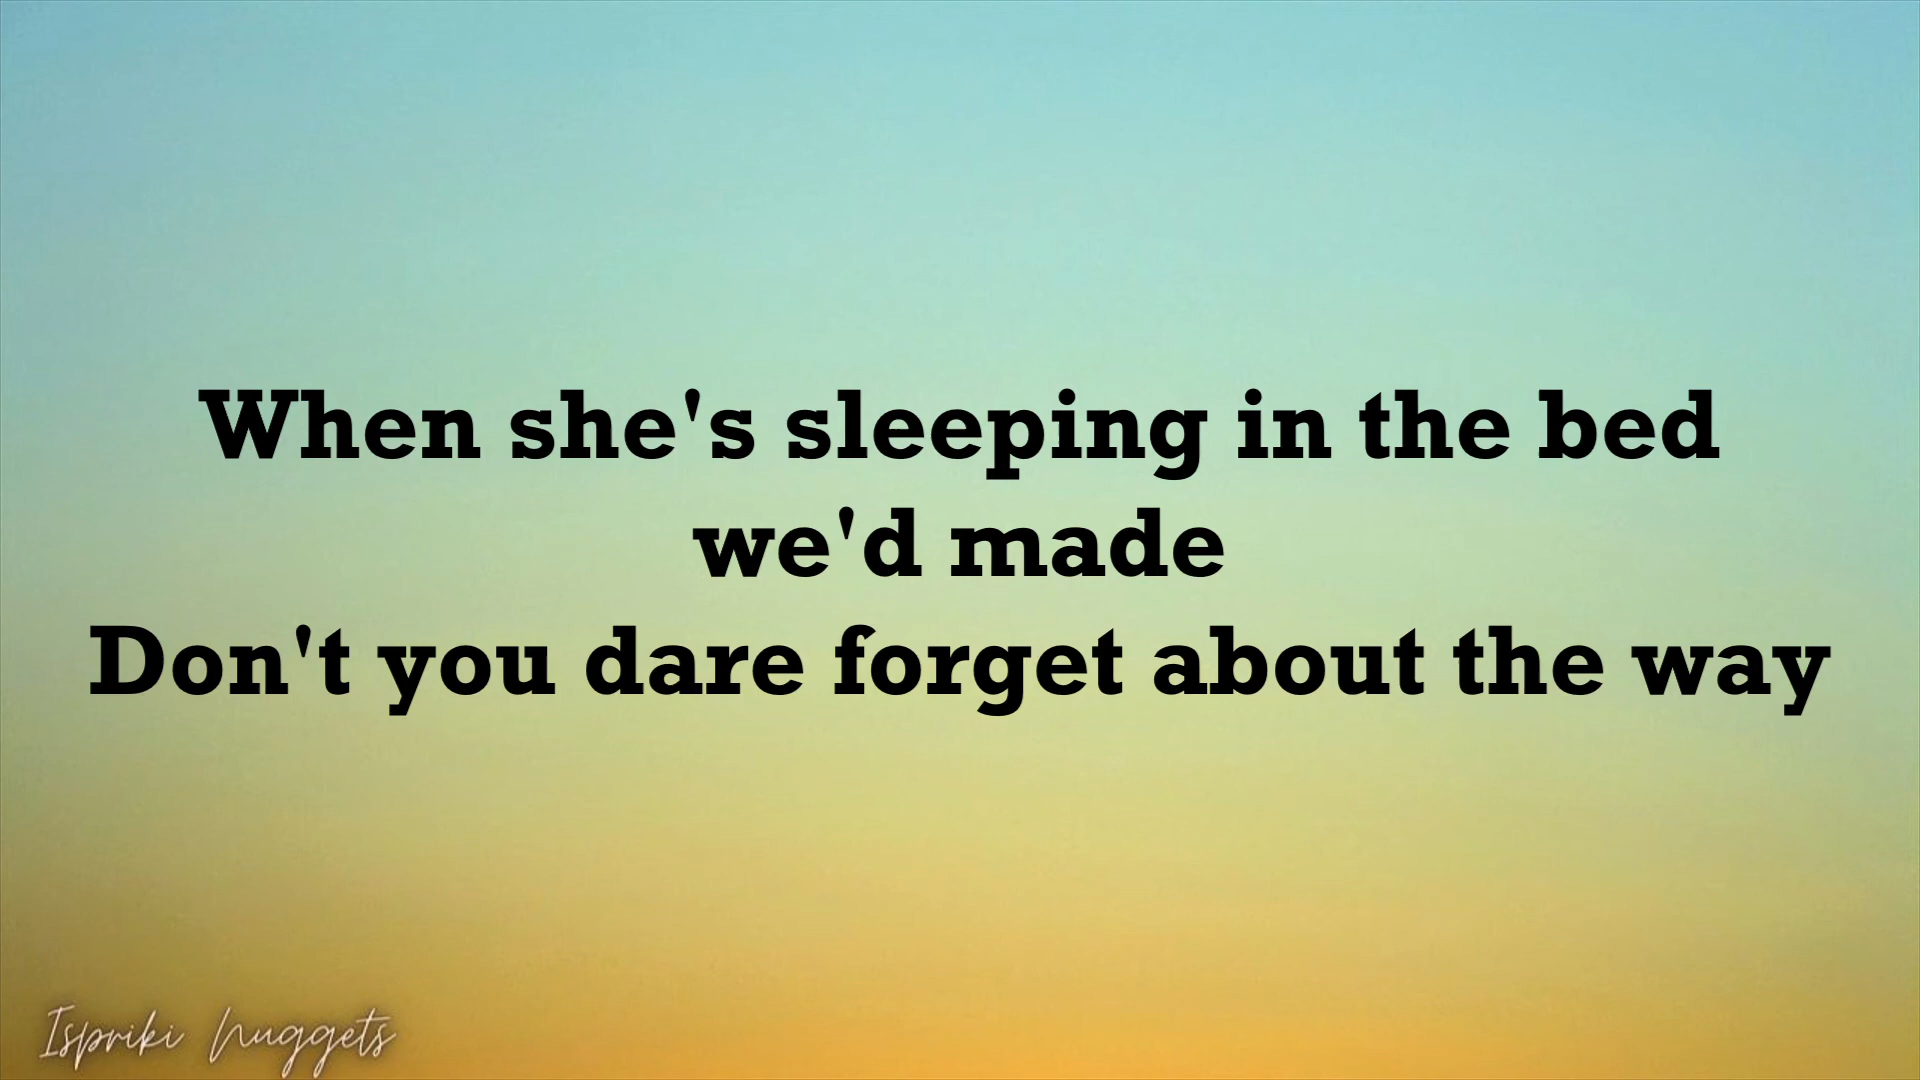 When she's sleeping in the bed
we'd made
Don't you dare forget about the way
Ispriki Nuggets